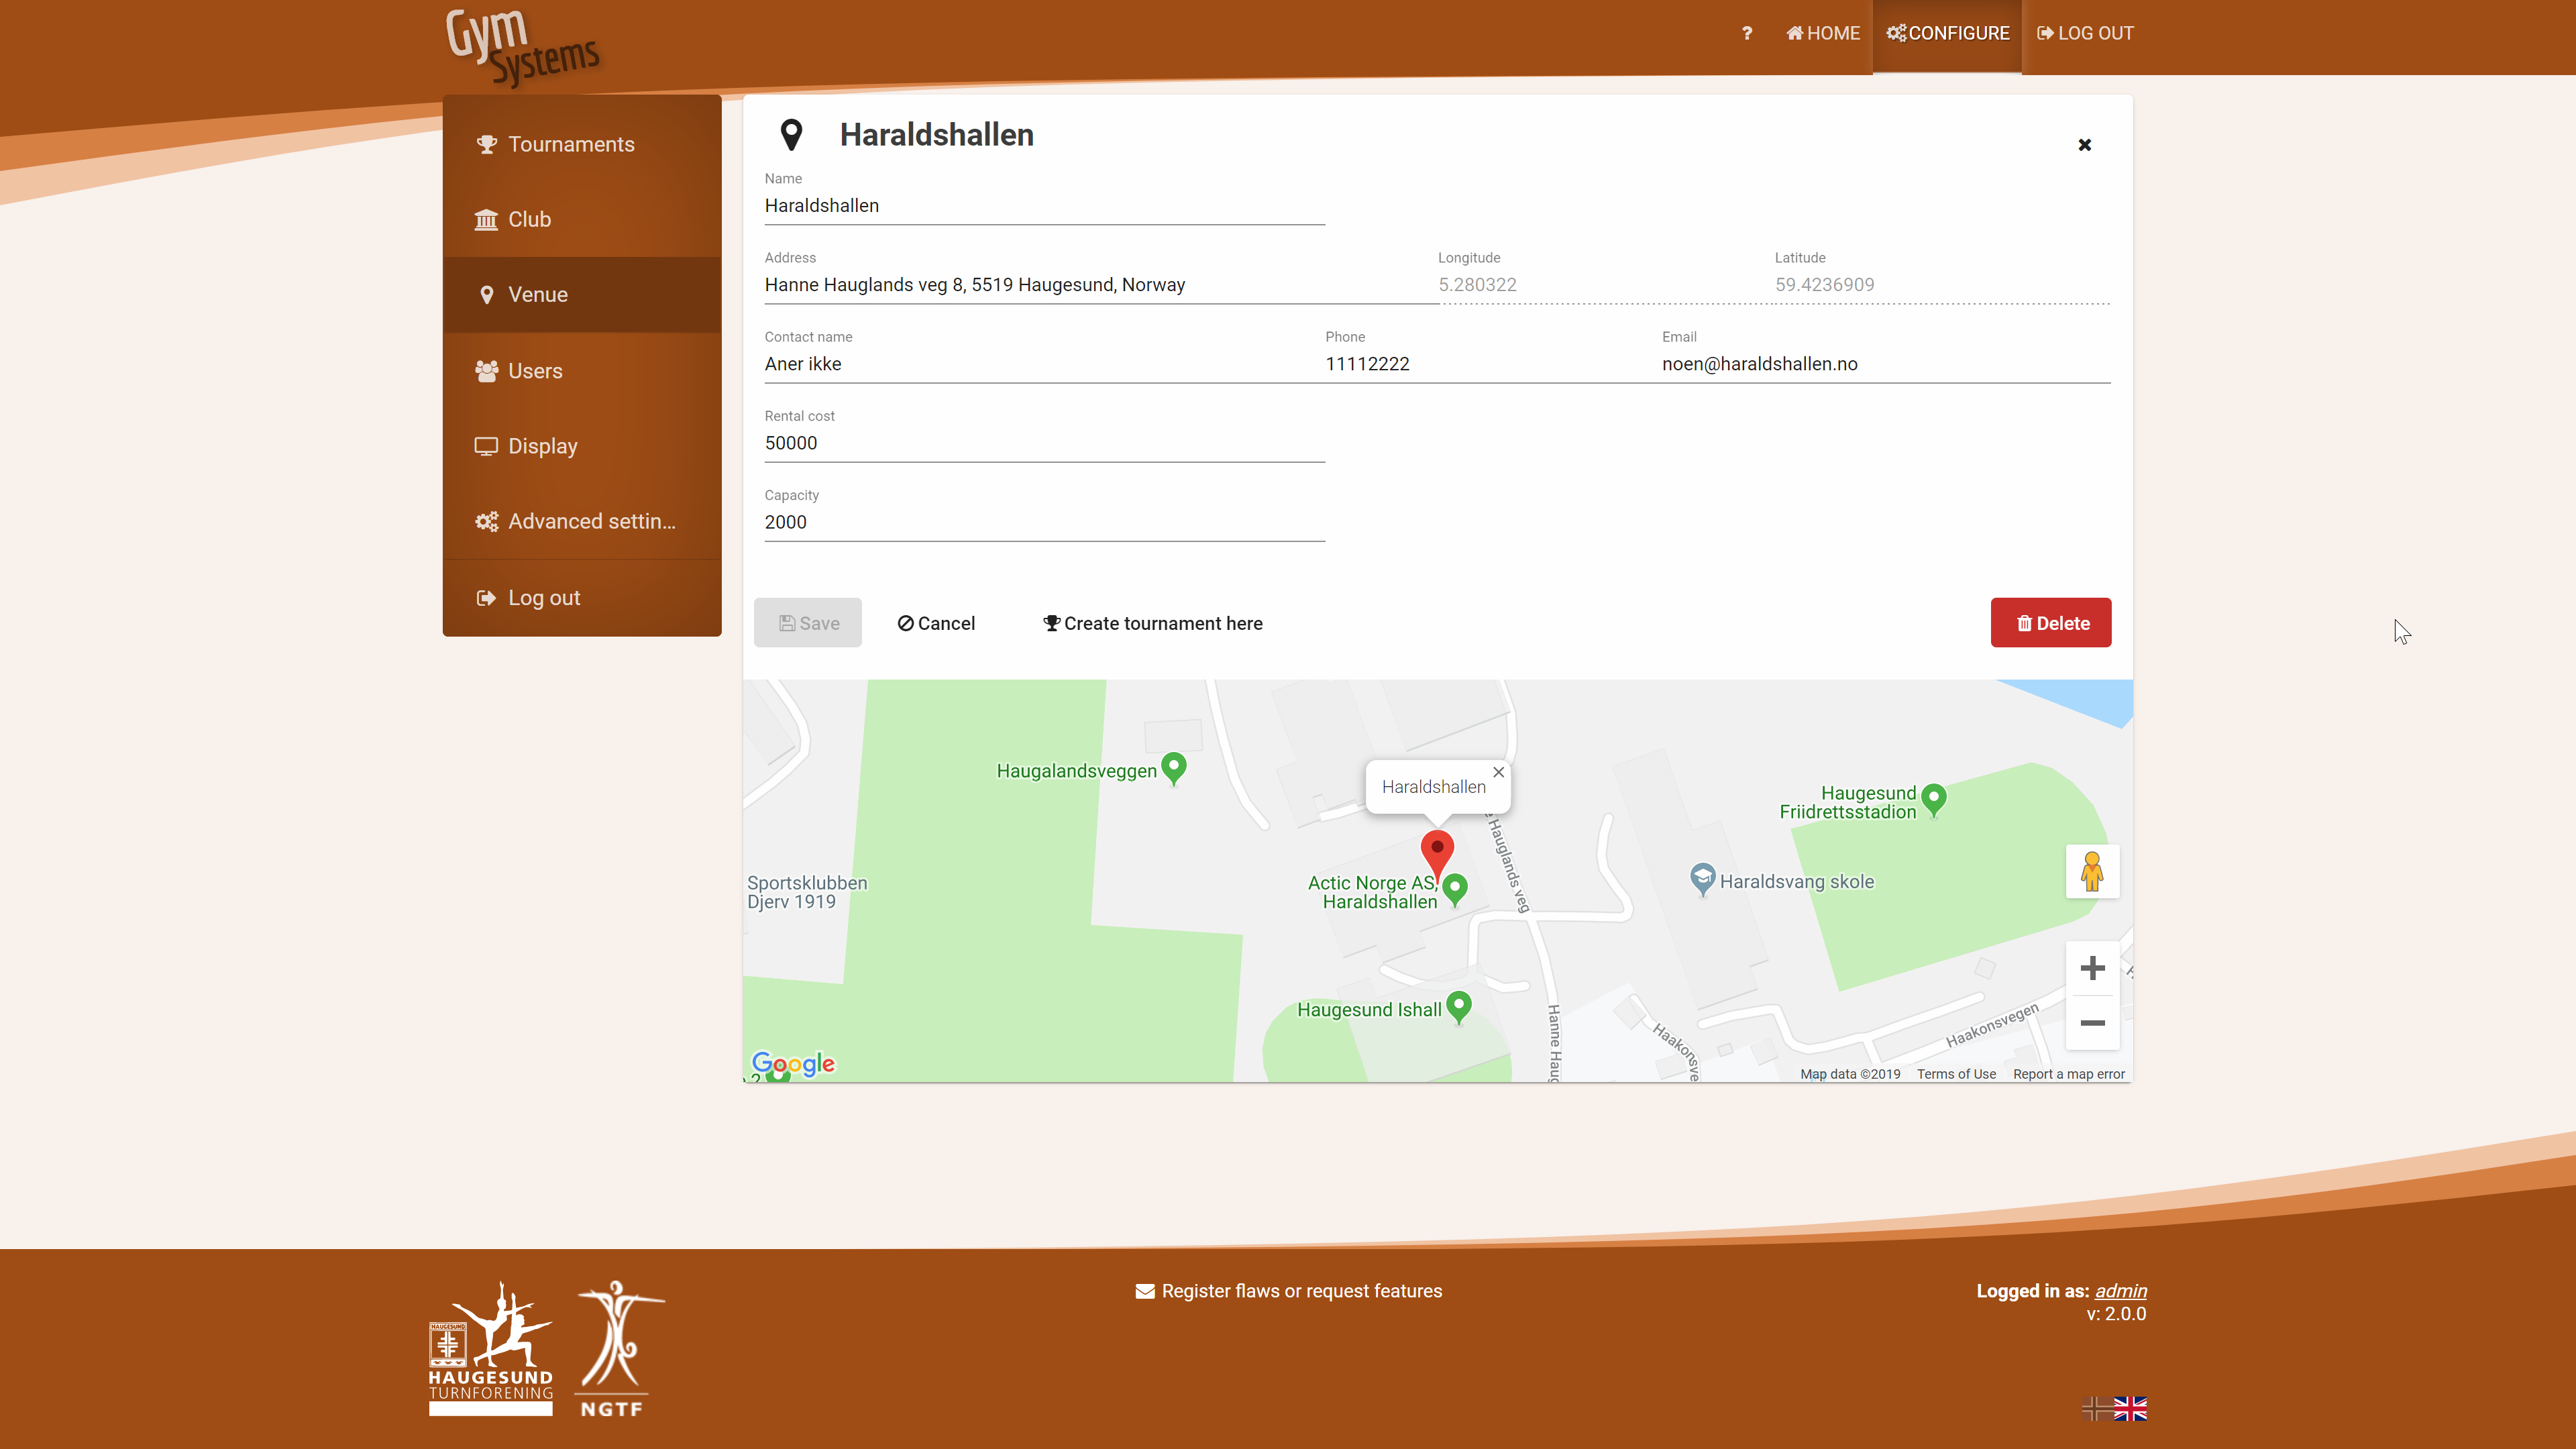 Gym
Systems
? HOME CONFIGURE LOG OUT
Tournaments
Club
Venue
Users
Display
Advanced settin...
Log out
Haraldshallen
Name
Haraldshallen
Address Longitude Latitude
Hanne Hauglands veg 8, 5519 Haugesund, Norway 5.280322 59.4236909
Contact name Phone Email
Aner ikke 11112222 noen@haraldshallen.no
Rental cost
50000
Capacity
2000
Save Cancel Create tournament here Delete
Haugalandsveggen
Haraldshallen
Haugesund
Friidrettsstadion
Hauglands veg
Sportsklubben
Djerv 1919
Actic Norge AS,
Haraldshallen
Haraldsvang skole
Haugesund Ishall
Hanne Haug
Haakonsve
Haakonsvegen
Google
Map data ©2019 Terms of Use Report a map error
Register flaws or request features
Logged in as: admin
v: 2.0.0
HAUGESUND
HAUGESUND
TURNFORENING
NGTF